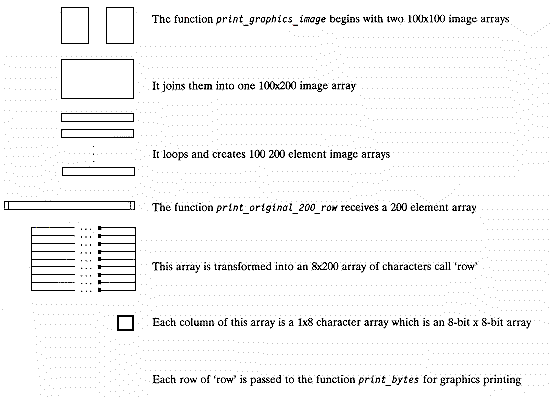 The function print_graphics_image begins with two 100x100 image arrays
It joins them into one 100x200 image array
It loops and creates 100 200 element image arrays
The function print_original_200_row receives a 200 element array
This array is transformed into an 8x200 array of characters call 'row'
Each column of this array is a 1x8 character array which is an 8-bit x 8-bit array
Each row of 'row' is passed to the function print_bytes for graphics printing